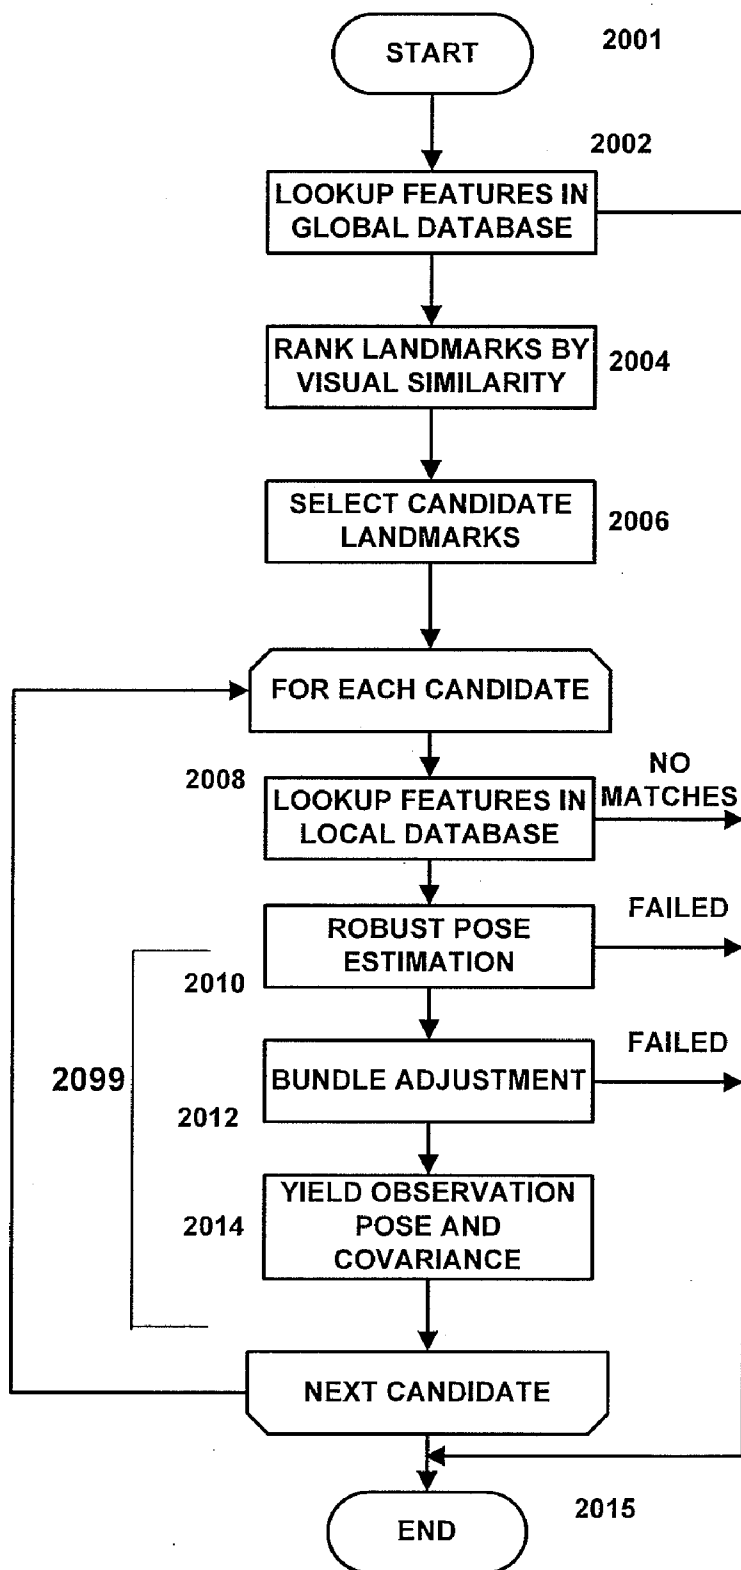 START
2001
2002
LOOKUP FEATURES IN
GLOBAL DATABASE
RANK LANDMARKS BY
VISUAL SIMILARITY
2004
SELECT CANDIDATE
LANDMARKS
2006
FOR EACH CANDIDATE
2008
LOOKUP FEATURES IN
LOCAL DATABASE
NO
MATCHES
ROBUST POSE
ESTIMATION
FAILED
2010
2099
BUNDLE ADJUSTMENT
FAILED
2012
YIELD OBSERVATION
POSE AND
COVARIANCE
2014
NEXT CANDIDATE
END
2015